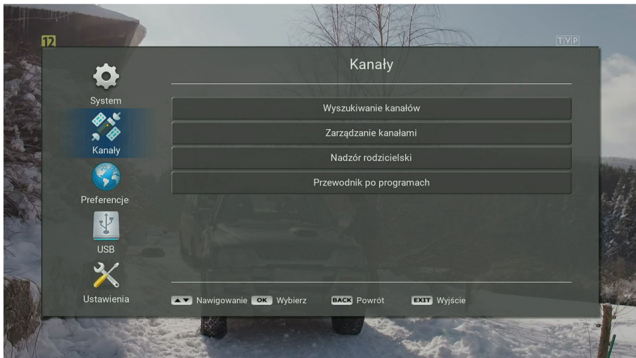 12
TVP
Kanały
System
Kanały
Preferencje
USB
Ustawienia
Wyszukiwanie kanałów
Zarządzanie kanałami
Nadzór rodzicielski
Przewodnik po programach
Nawigowanie OK Wybierz BACK Powrót EXIT Wyjście